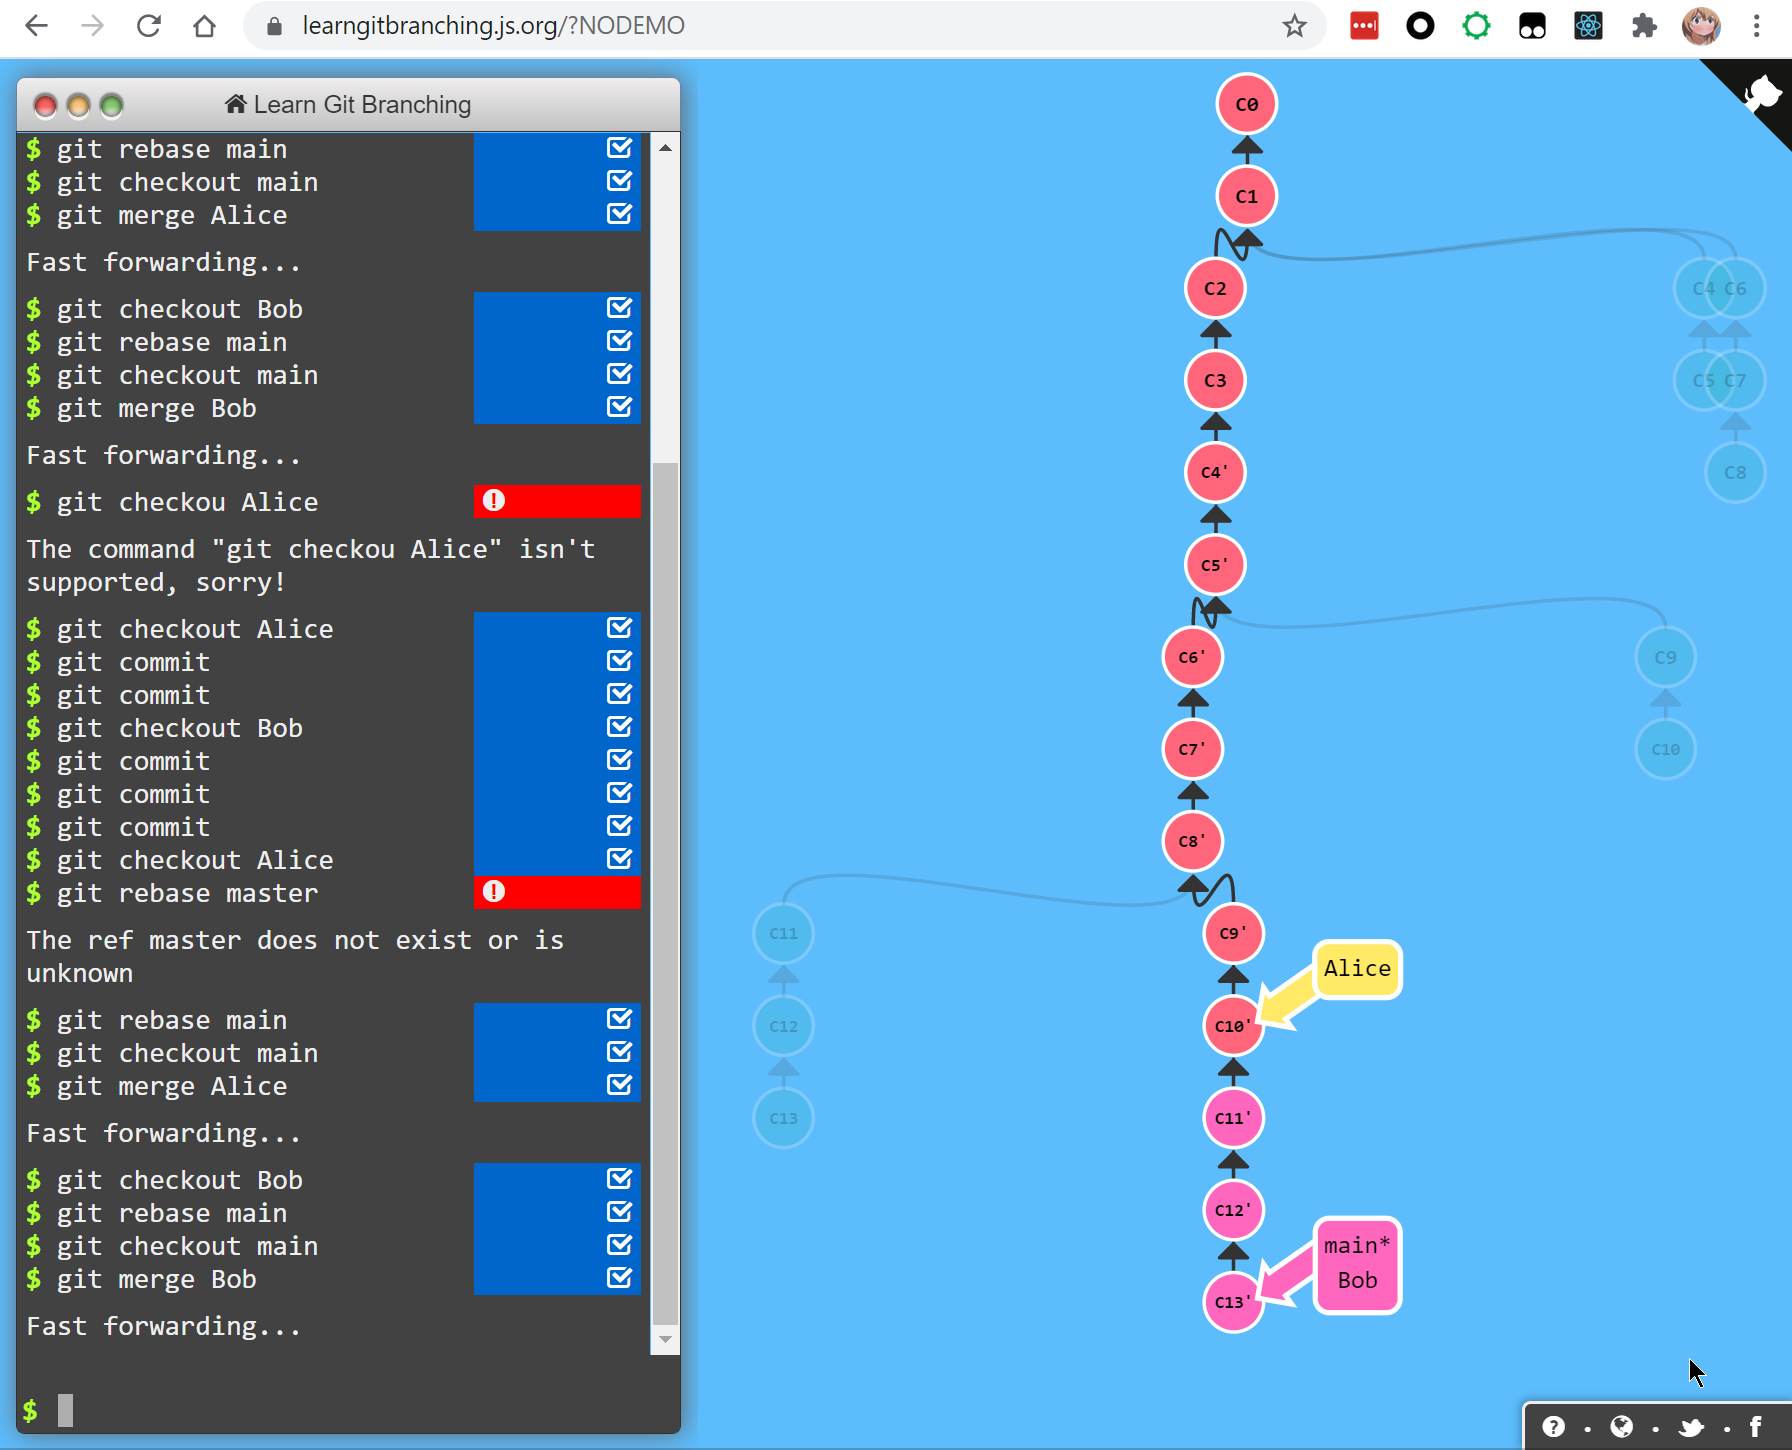 learngitbranching.js.org/?NODEMO
Learn Git Branching
$ git rebase main
$ git checkout main
$ git merge Alice
Fast forwarding...
$ git checkout Bob
$ git rebase main
$ git checkout main
$ git merge Bob
Fast forwarding...
$ git checkou Alice
The command "git checkou Alice" isn't
supported, sorry!
$ git checkout Alice
$ git commit
$ git commit
$ git checkout Bob
$ git commit
$ git commit
$ git commit
$ git checkout Alice
$ git rebase master
The ref master does not exist or is
unknown
$ git rebase main
$ git checkout main
$ git merge Alice
Fast forwarding...
$ git checkout Bob
$ git rebase main
$ git checkout main
$ git merge Bob
Fast forwarding...
$
C0
C1
C2
C4 C6
C3
C5 C7
C4'
C8
C5'
C6'
C9
C7'
C10
C8'
C11
C9'
Alice
C12
C10'
C13
C11'
C12'
main*
Bob
C13'